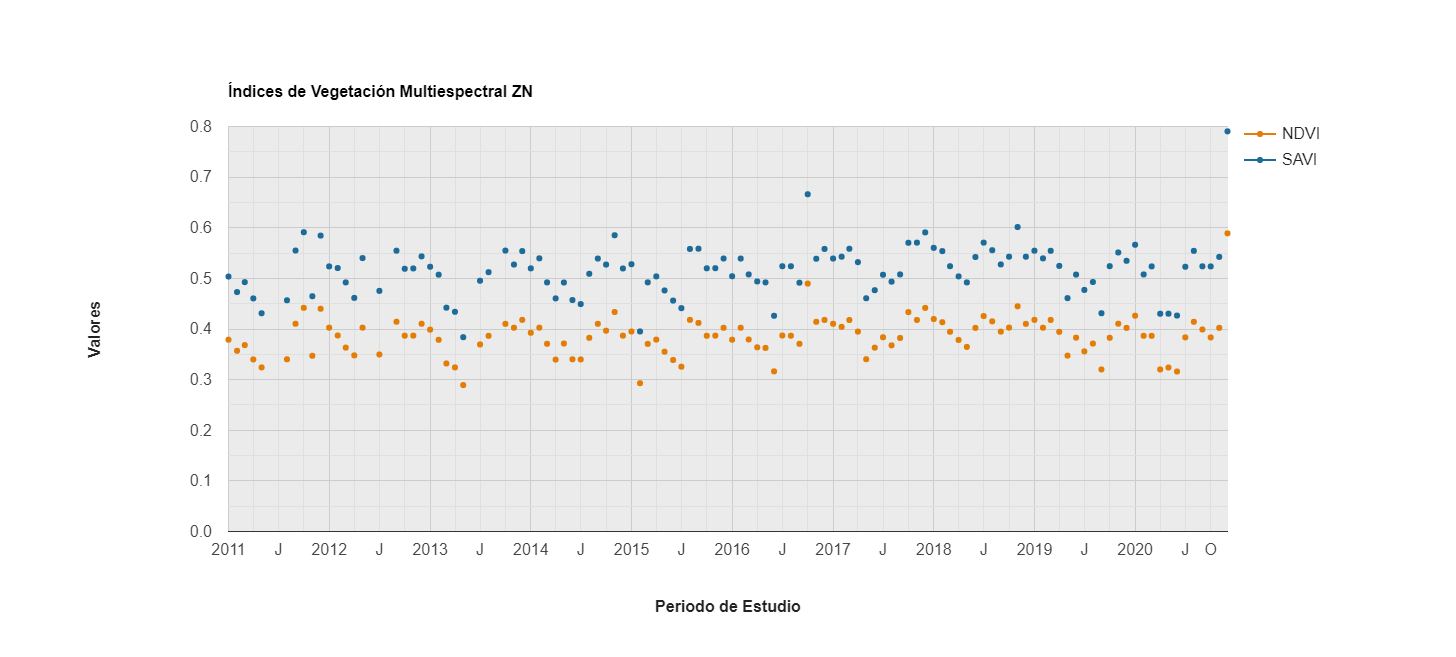 Índices de Vegetación Multiespectral ZN
NDVI
SAVI
0.8
0.7
0.6
0.5
0.4
0.3
0.2
0.1
0.0
Valores
2011 J 2012 J 2013 J 2014 J 2015 J 2016 J 2017 J 2018 J 2019 J 2020 J O
Periodo de Estudio